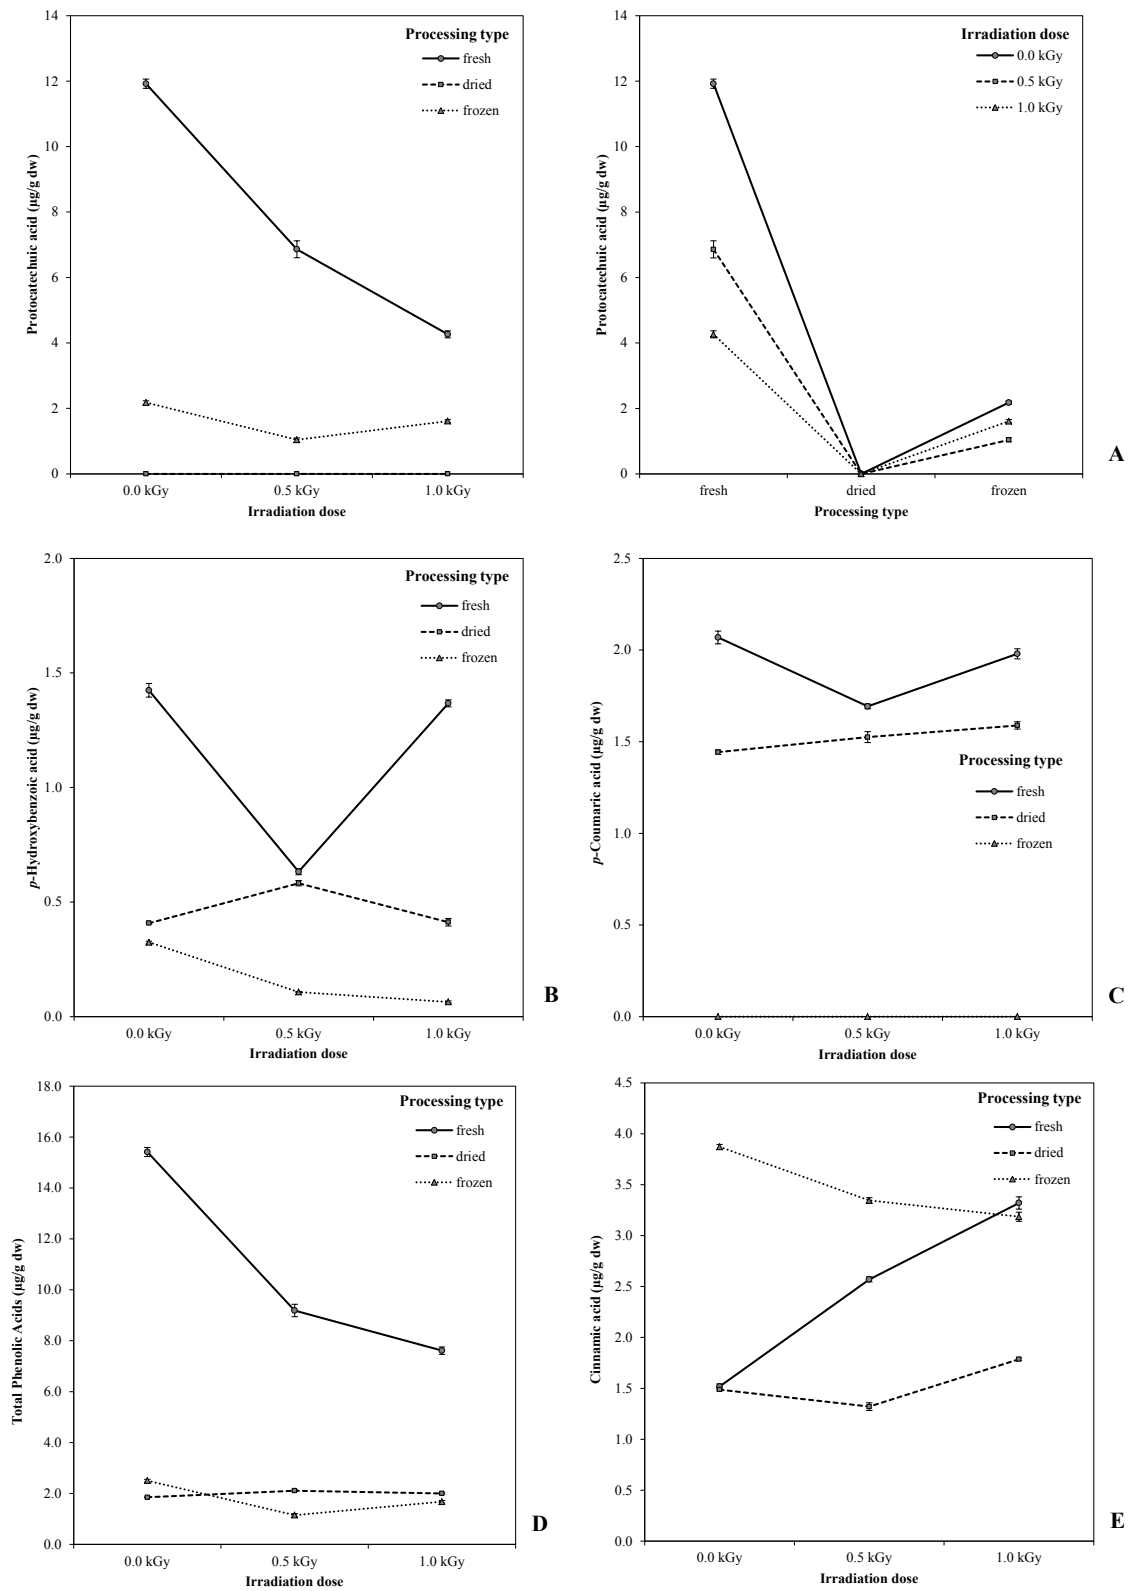 14
12
10
8
6
4
2
0
Protocatechuic acid (µg/g dw)
Processing type
fresh
dried
frozen
0.0 kGy 0.5 kGy 1.0 kGy
Irradiation dose
14
12
10
8
6
4
2
0
Protocatechuic acid (µg/g dw)
Irradiation dose
0.0 kGy
0.5 kGy
1.0 kGy
fresh dried frozen
Processing type
A
2.0
1.5
1.0
0.5
0.0
p-Hydroxybenzoic acid (µg/g dw)
Processing type
fresh
dried
frozen
0.0 kGy 0.5 kGy 1.0 kGy
Irradiation dose
B
2.5
2.0
1.5
1.0
0.5
0.0
p-Coumaric acid (µg/g dw)
Processing type
fresh
dried
frozen
0.0 kGy 0.5 kGy 1.0 kGy
Irradiation dose
C
18.0
16.0
14.0
12.0
10.0
8.0
6.0
4.0
2.0
0.0
Total Phenolic Acids (µg/g dw)
Processing type
fresh
dried
frozen
0.0 kGy 0.5 kGy 1.0 kGy
Irradiation dose
D
4.5
4.0
3.5
3.0
2.5
2.0
1.5
1.0
0.5
0.0
Cinnamic acid (µg/g dw)
Processing type
fresh
dried
frozen
0.0 kGy 0.5 kGy 1.0 kGy
Irradiation dose
E